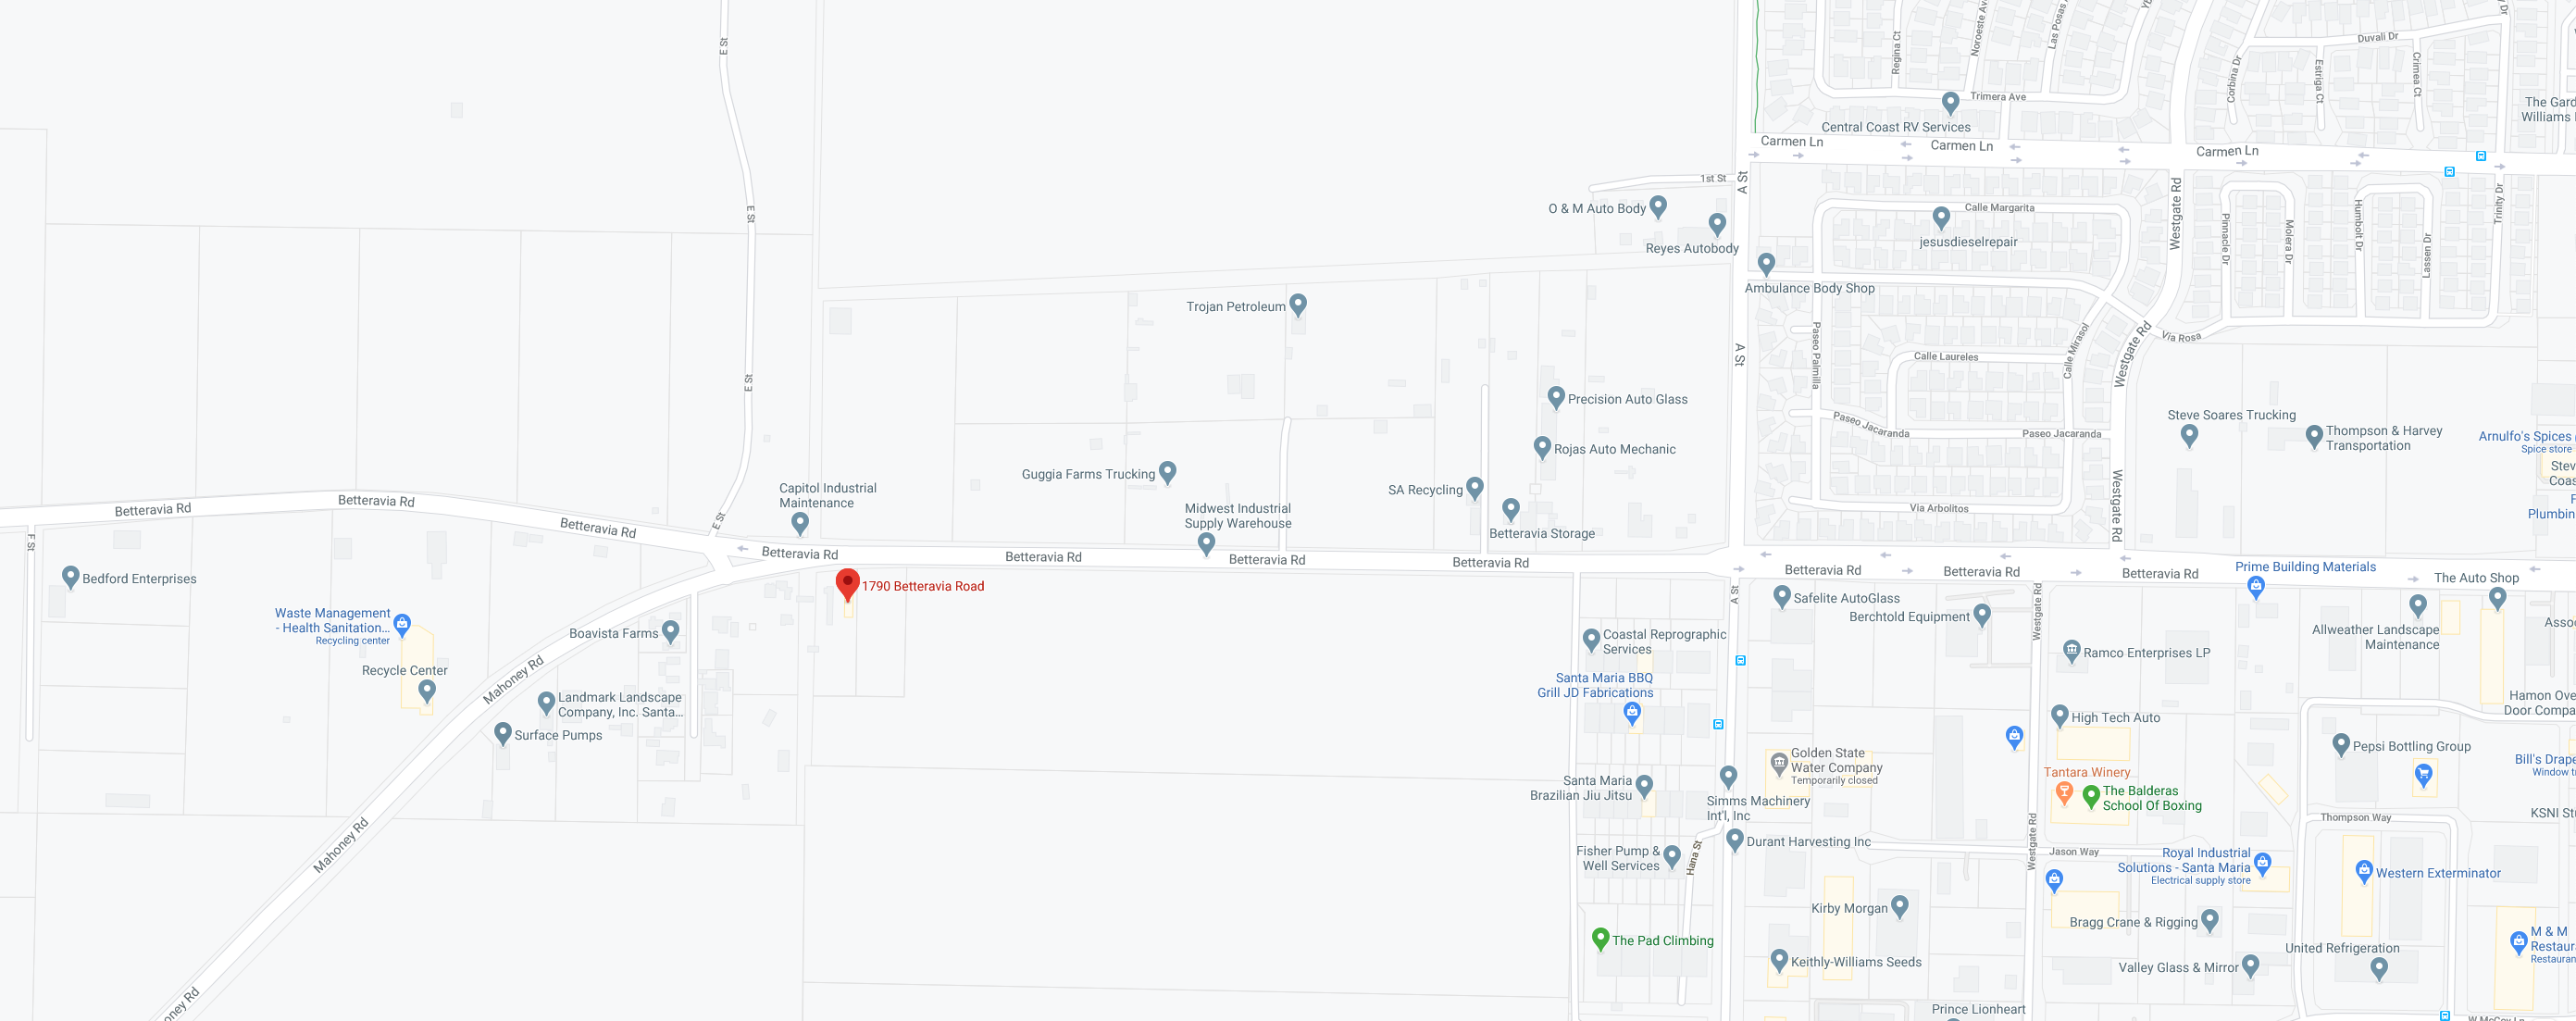 E St
Regina Ct
Noroeste Av
Las Posas
Duvali Dr
Corbina Dr
Estriga Ct
Crimea Ct
Trimera Ave
Central Coast RV Services
The Gard
Williams
Carmen Ln
Carmen Ln
Carmen Ln
1st St
A St
O & M Auto Body
Reyes Autobody
Calle Margarita
jesusdieselrepair
Westgate Rd
Pinnacle Dr
Molera Dr
Humbolt Dr
Lassen Dr
Trinity Dr
E St
Ambulance Body Shop
Trojan Petroleum
A St
Paseo Palmilla
Calle Laureles
Calle Mirasol
Westgate Rd
Via Rosa
E St
Precision Auto Glass
Paseo Jacaranda
Paseo Jacaranda
Steve Soares Trucking
Thompson & Harvey
Transportation
Arnulfo's Spices
Spice store
Stev
Coas
Rojas Auto Mechanic
Guggia Farms Trucking
SA Recycling
Capitol Industrial
Maintenance
Midwest Industrial
Supply Warehouse
Betteravia Storage
Via Arbolitos
Westgate Rd
Plumbin
Betteravia Rd
Betteravia Rd
Betteravia Rd
E St
Betteravia Rd
Betteravia Rd
Betteravia Rd
Betteravia Rd
Betteravia Rd
Betteravia Rd
Betteravia Rd
Prime Building Materials
The Auto Shop
F St
Bedford Enterprises
1790 Betteravia Road
A St
Safelite AutoGlass
Berchtold Equipment
Westgate Rd
Allweather Landscape
Maintenance
Asso
Waste Management
- Health Sanitation...
Recycling center
Boavista Farms
Coastal Reprographic
Services
Ramco Enterprises LP
Recycle Center
Mahoney Rd
Landmark Landscape
Company, Inc. Santa...
Surface Pumps
Santa Maria BBQ
Grill JD Fabrications
High Tech Auto
Hamon Ove
Door Compa
Golden State
Water Company
Temporarily closed
Pepsi Bottling Group
Bill's Drape
Window t
Santa Maria
Brazilian Jiu Jitsu
Simms Machinery
Int'l, Inc
Tantara Winery
The Balderas
School Of Boxing
KSNI St
Thompson Way
Mahoney Rd
Durant Harvesting Inc
Hana St
Fisher Pump &
Well Services
Westgate Rd
Jason Way
Royal Industrial
Solutions - Santa Maria
Electrical supply store
Western Exterminator
Kirby Morgan
Bragg Crane & Rigging
The Pad Climbing
M & M
Restaur
Restauran
United Refrigeration
Keithly-Williams Seeds
Valley Glass & Mirror
oney Rd
Prince Lionheart